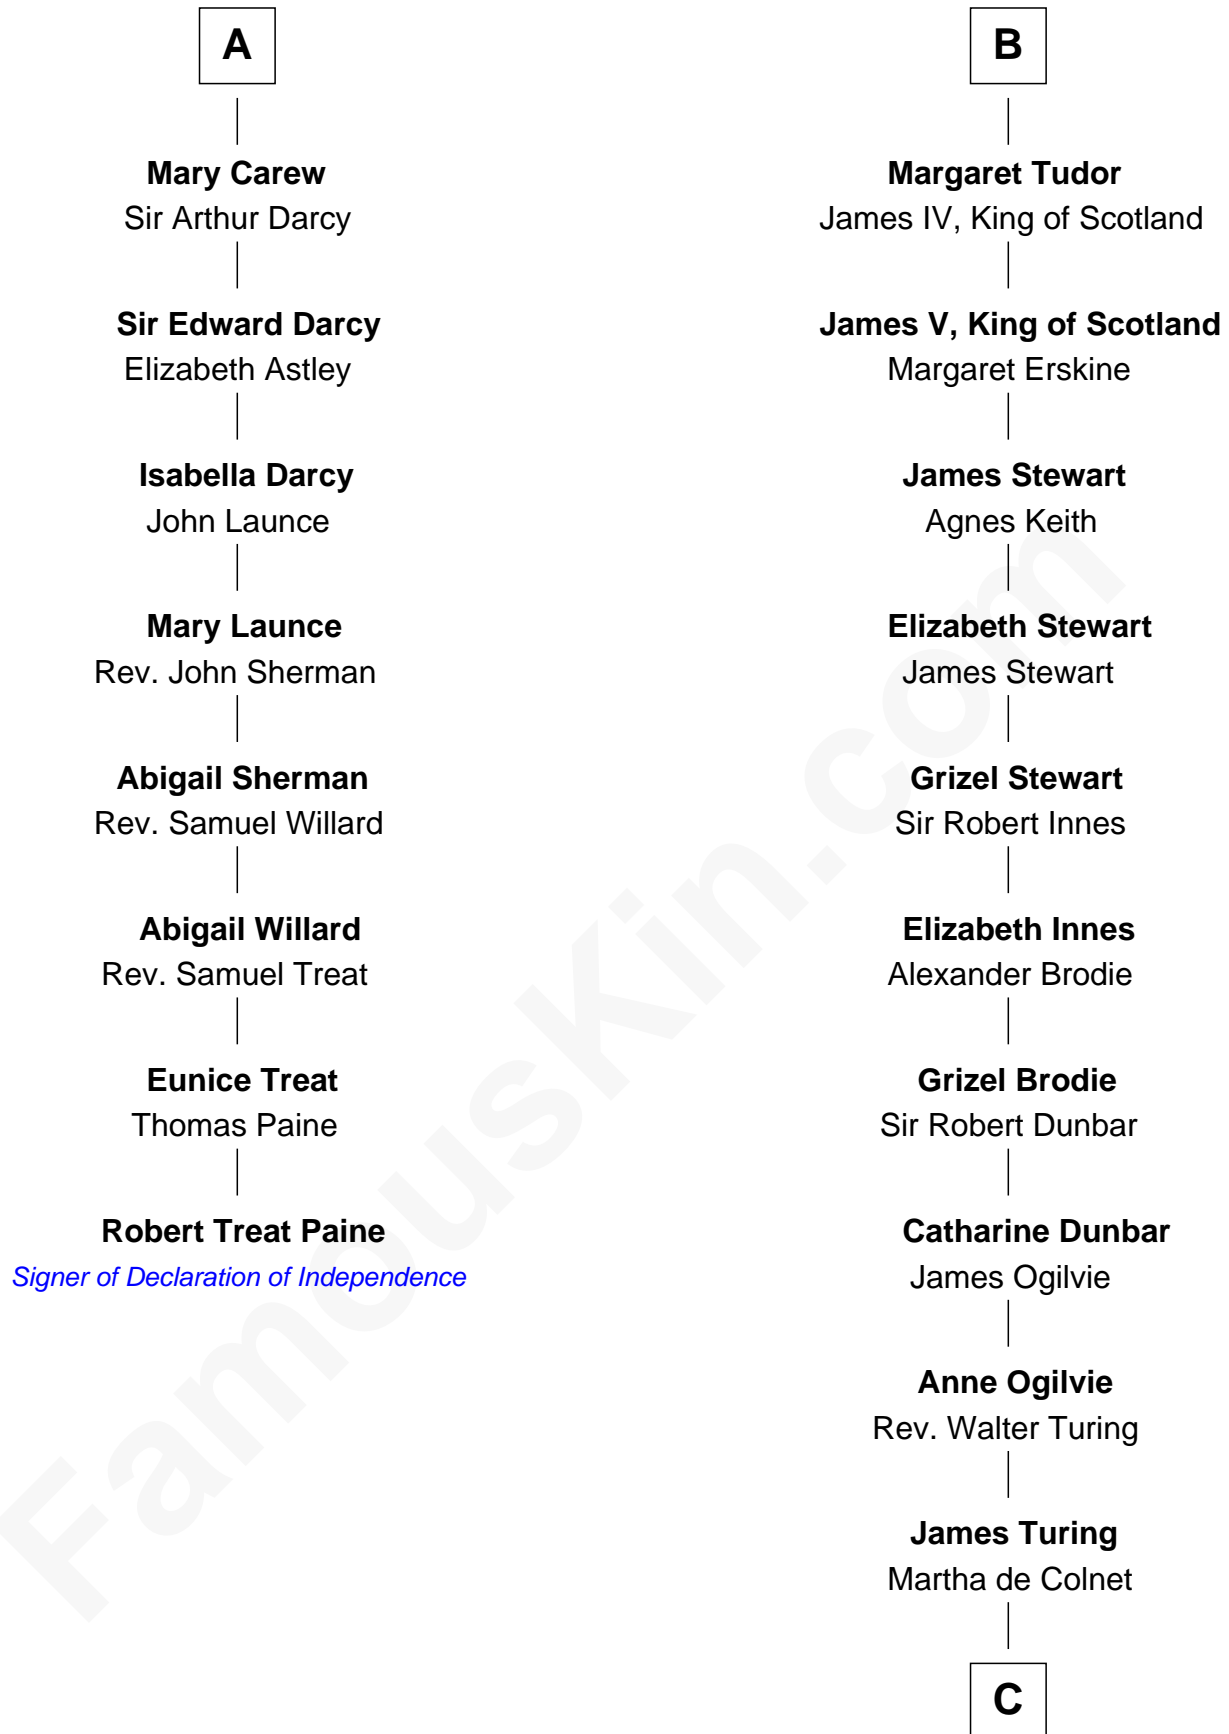 A
Mary Carew
Sir Arthur Darcy
Sir Edward Darcy
Elizabeth Astley
Isabella Darcy
John Launce
Mary Launce
Rev. John Sherman
Abigail Sherman
Rev. Samuel Willard
Abigail Willard
Rev. Samuel Treat
Eunice Treat
Thomas Paine
Robert Treat Paine
Signer of Declaration of Independence
B
Margaret Tudor
James IV, King of Scotland
James V, King of Scotland
Margaret Erskine
James Stewart
Agnes Keith
Elizabeth Stewart
James Stewart
Grizel Stewart
Sir Robert Innes
Elizabeth Innes
Alexander Brodie
Grizel Brodie
Sir Robert Dunbar
Catharine Dunbar
James Ogilvie
Anne Ogilvie
Rev. Walter Turing
James Turing
Martha de Colnet
C
FamousKin.com